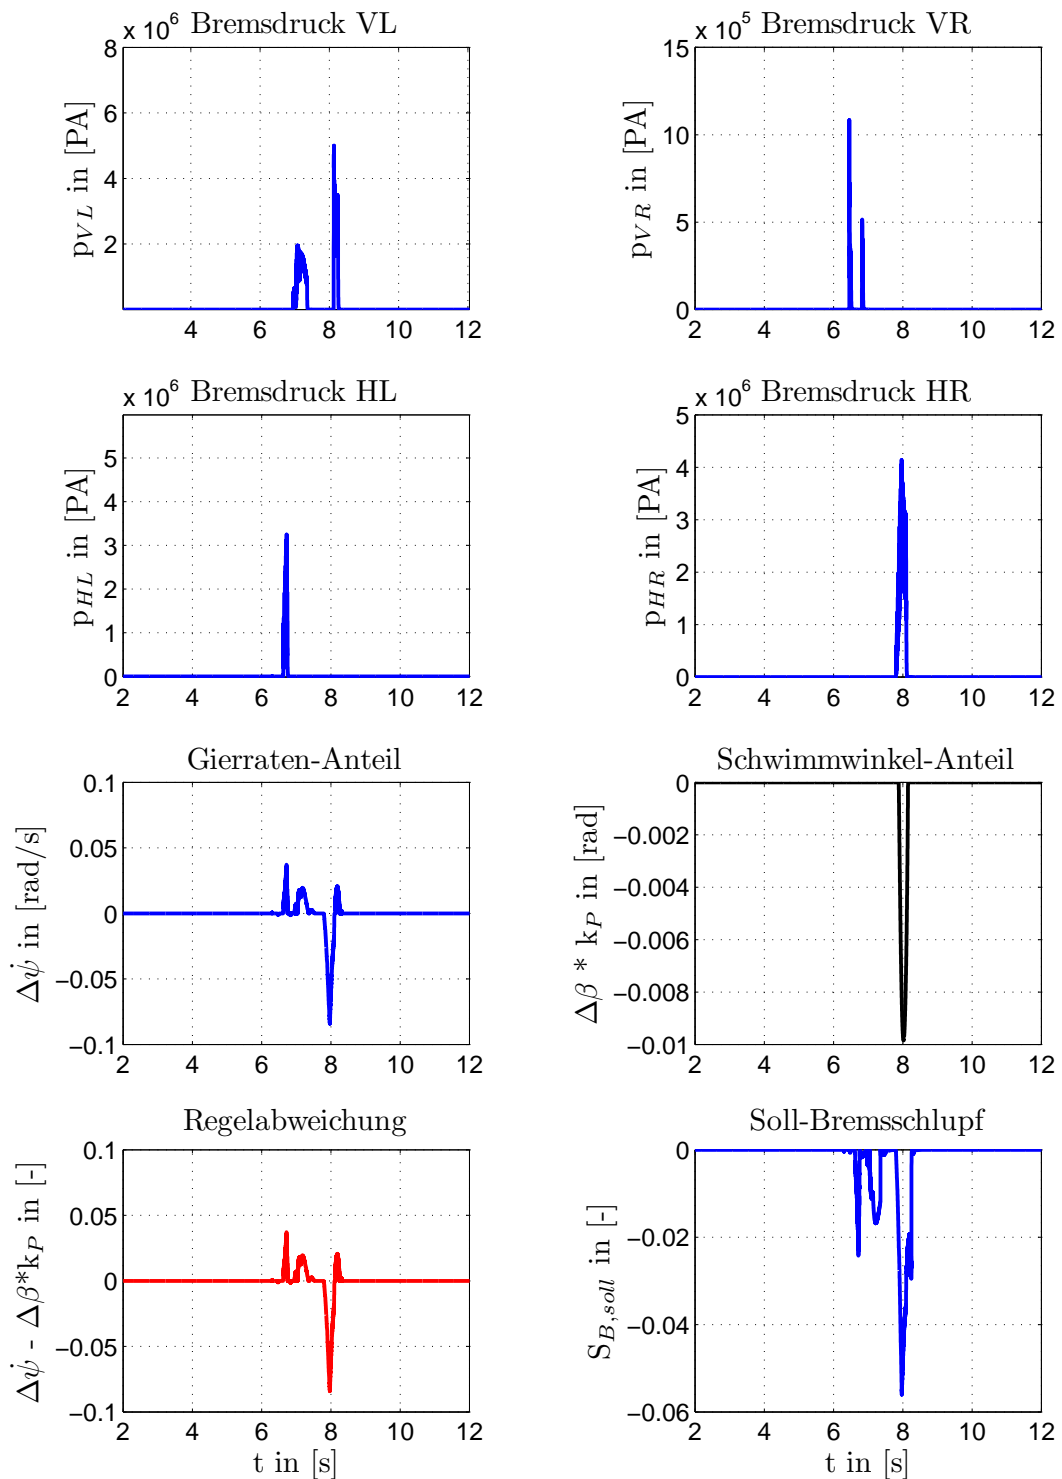 x 10^6 Bremsdruck VL
8
6
4
2
p_VL in [PA]
4 6 8 10 12
x 10^5 Bremsdruck VR
15
10
5
0
p_VR in [PA]
2 4 6 8 10 12
x 10^6 Bremsdruck HL
5
4
3
2
1
0
p_HL in [PA]
2 4 6 8 10 12
x 10^6 Bremsdruck HR
5
4
3
2
1
0
p_HR in [PA]
2 4 6 8 10 12
Gierraten-Anteil
0.1
0.05
0
−0.05
−0.1
Δψ̇ in [rad/s]
2 4 6 8 10 12
Schwimmwinkel-Anteil
0
−0.002
−0.004
−0.006
−0.008
−0.01
Δβ * k_P in [rad]
2 4 6 8 10 12
Regelabweichung
0.1
0.05
0
−0.05
−0.1
Δψ̇ - Δβ*k_P in [-]
2 4 6 8 10 12
t in [s]
Soll-Bremsschlupf
0
−0.02
−0.04
−0.06
S_B,soll in [-]
2 4 6 8 10 12
t in [s]